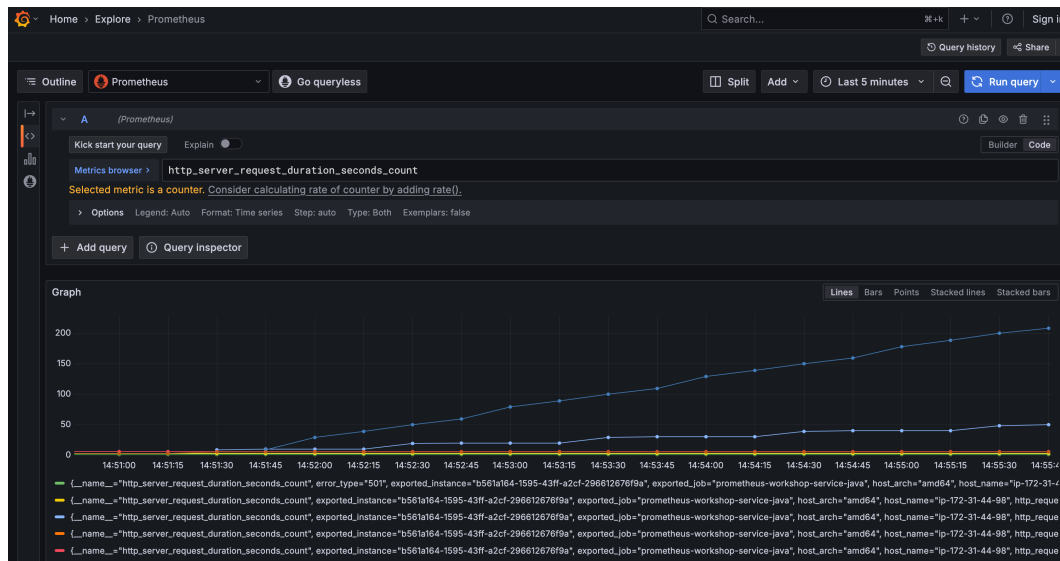 Home › Explore › Prometheus
Search...
⌘+k
Sign i
Query history
Share
Outline
Prometheus
Go queryless
Split
Add
Last 5 minutes
Run query
A
(Prometheus)
Kick start your query
Explain
Builder
Code
Metrics browser >
http_server_request_duration_seconds_count
Selected metric is a counter. Consider calculating rate of counter by adding rate().
> Options Legend: Auto Format: Time series Step: auto Type: Both Exemplars: false
+ Add query
Query inspector
Graph
Lines Bars Points Stacked lines Stacked bars
200
150
100
50
0
14:51:00 14:51:15 14:51:30 14:51:45 14:52:00 14:52:15 14:52:30 14:52:45 14:53:00 14:53:15 14:53:30 14:53:45 14:54:00 14:54:15 14:54:30 14:54:45 14:55:00 14:55:15 14:55:30 14:55:4
{__name__="http_server_request_duration_seconds_count", error_type="501", exported_instance="b561a164-1595-43ff-a2cf-296612676f9a", exported_job="prometheus-workshop-service-java", host_arch="amd64", host_name="ip-172-31-4
{__name__="http_server_request_duration_seconds_count", exported_instance="b561a164-1595-43ff-a2cf-296612676f9a", exported_job="prometheus-workshop-service-java", host_arch="amd64", host_name="ip-172-31-44-98", http_reque
{__name__="http_server_request_duration_seconds_count", exported_instance="b561a164-1595-43ff-a2cf-296612676f9a", exported_job="prometheus-workshop-service-java", host_arch="amd64", host_name="ip-172-31-44-98", http_reque
{__name__="http_server_request_duration_seconds_count", exported_instance="b561a164-1595-43ff-a2cf-296612676f9a", exported_job="prometheus-workshop-service-java", host_arch="amd64", host_name="ip-172-31-44-98", http_reque
{__name__="http_server_request_duration_seconds_count", exported_instance="b561a164-1595-43ff-a2cf-296612676f9a", exported_job="prometheus-workshop-service-java", host_arch="amd64", host_name="ip-172-31-44-98", http_reque